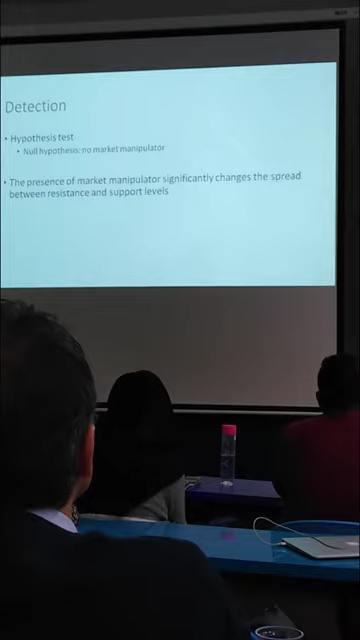 Detection
• Hypothesis test
• Null hypothesis: no market manipulator
• The presence of market manipulator significantly changes the spread
between resistance and support levels